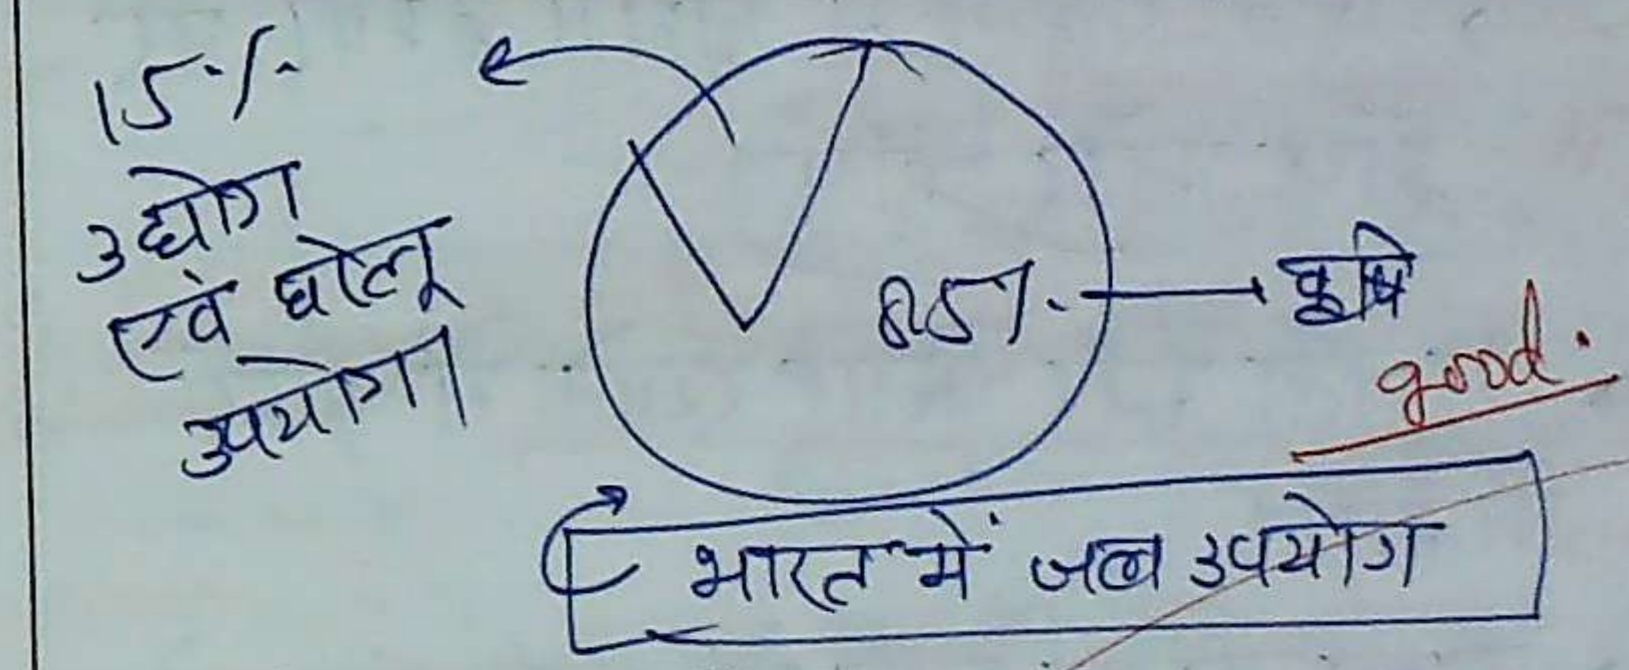 15%
उद्योग
एवं घरेलू
उपयोग।
85%
कृषि
good.
भारत में जल उपयोग